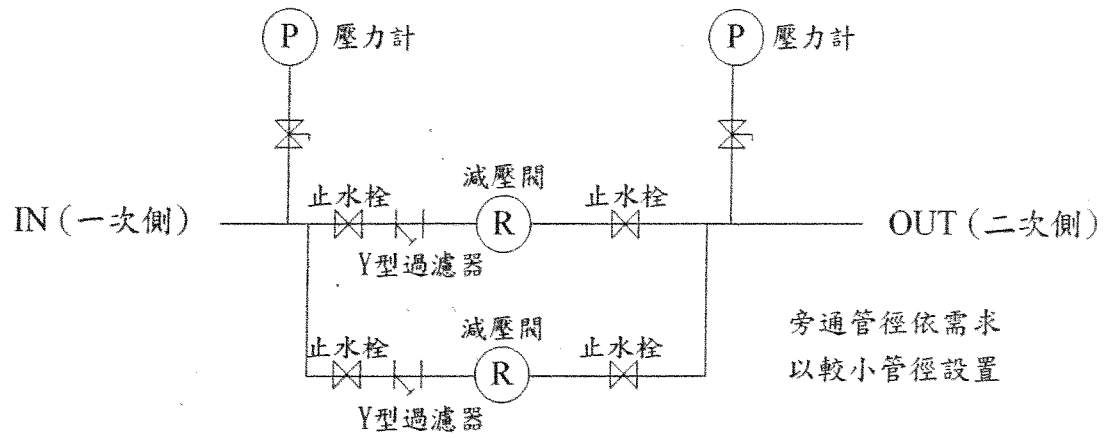 P 壓力計
P 壓力計
減壓閥
止水栓
止水栓
IN (一次側)
R
OUT (二次側)
Y型過濾器
減壓閥
止水栓
止水栓
R
Y型過濾器
旁通管徑依需求
以較小管徑設置